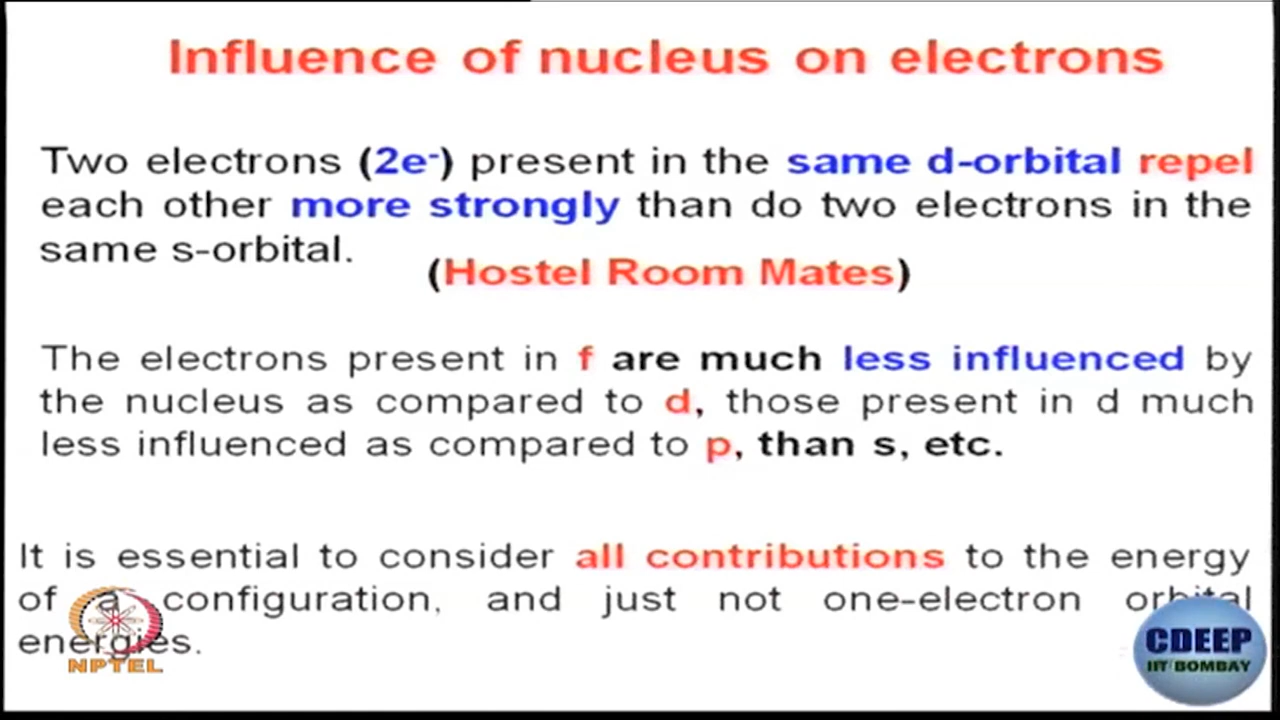 Influence of nucleus on electrons
Two electrons (2e-) present in the same d-orbital repel
each other more strongly than do two electrons in the
same s-orbital.
(Hostel Room Mates)
The electrons present in f are much less influenced by
the nucleus as compared to d, those present in d much
less influenced as compared to p, than s, etc.
It is essential to consider all contributions to the energy
of a configuration, and just not one-electron orbital
energies.
NPTEL
CDEEP
IIT BOMBAY